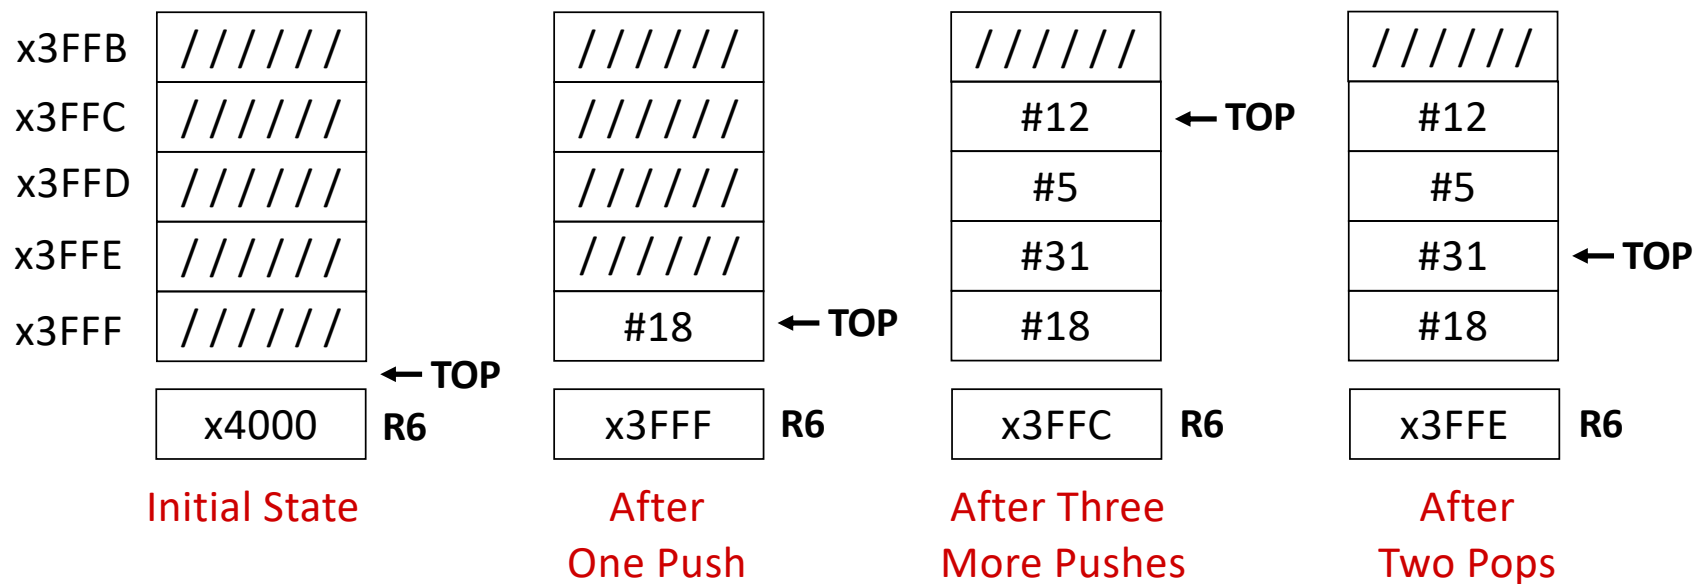 x3FFB ////// ////// ////// //////
x3FFC ////// ////// #12 ← TOP #12
x3FFD ////// ////// #5 #5
x3FFE ////// ////// #31 #31 ← TOP
x3FFF ////// #18 ← TOP #18 #18
← TOP
x4000 R6 x3FFF R6 x3FFC R6 x3FFE R6
Initial State After After Three After
One Push More Pushes Two Pops